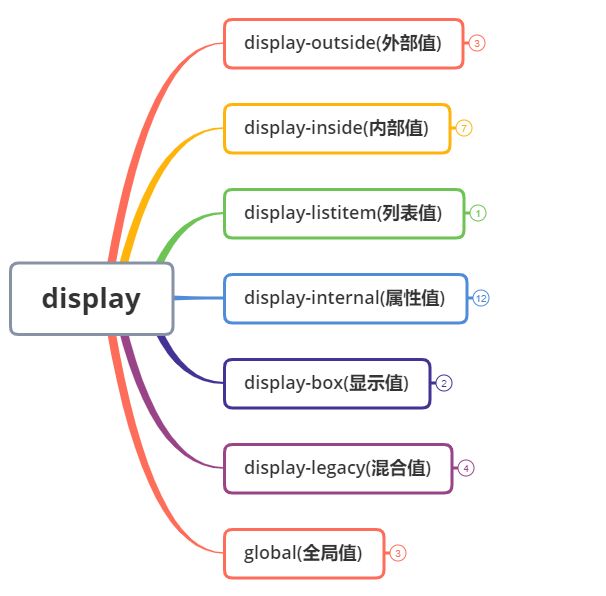 display-outside(外部值)
3
display-inside(内部值)
7
display-listitem(列表值)
1
display
display-internal(属性值)
12
display-box(显示值)
2
display-legacy(混合值)
4
global(全局值)
3